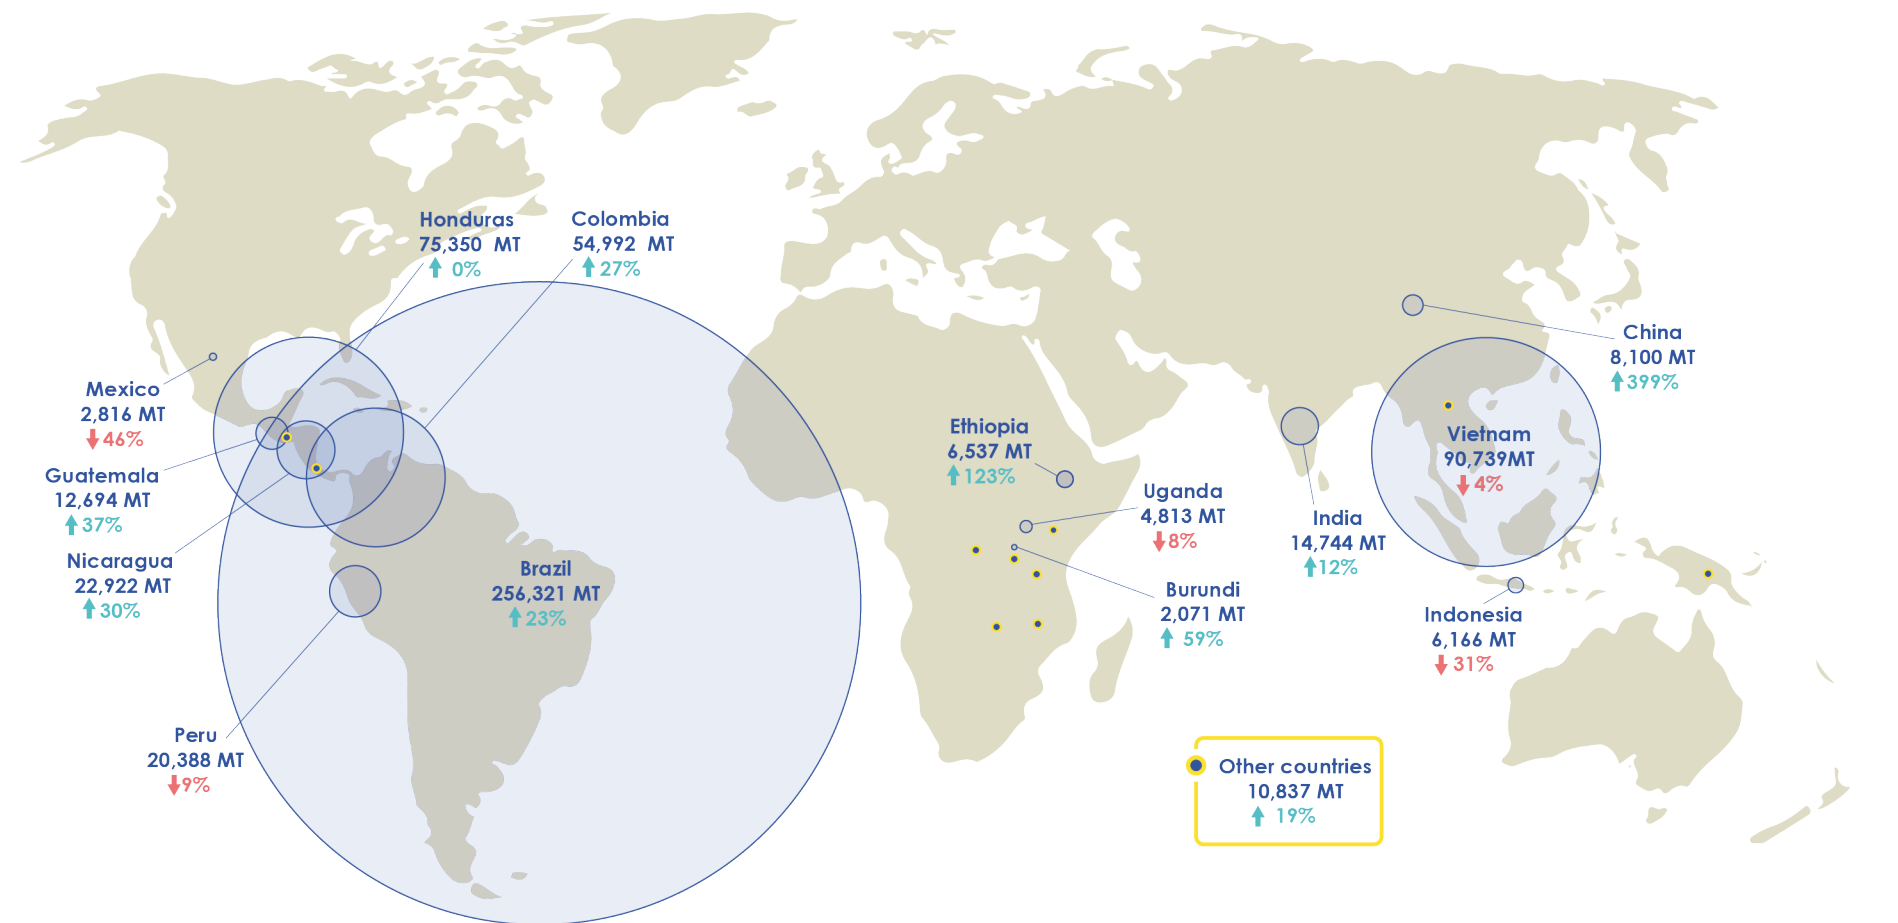 Honduras
75,350 MT
0%
Colombia
54,992 MT
27%
Mexico
2,816 MT
46%
Guatemala
12,694 MT
37%
Nicaragua
22,922 MT
30%
Peru
20,388 MT
9%
Brazil
256,321 MT
23%
Ethiopia
6,537 MT
123%
Uganda
4,813 MT
8%
Burundi
2,071 MT
59%
India
14,744 MT
12%
China
8,100 MT
399%
Vietnam
90,739MT
4%
Indonesia
6,166 MT
31%
Other countries
10,837 MT
19%